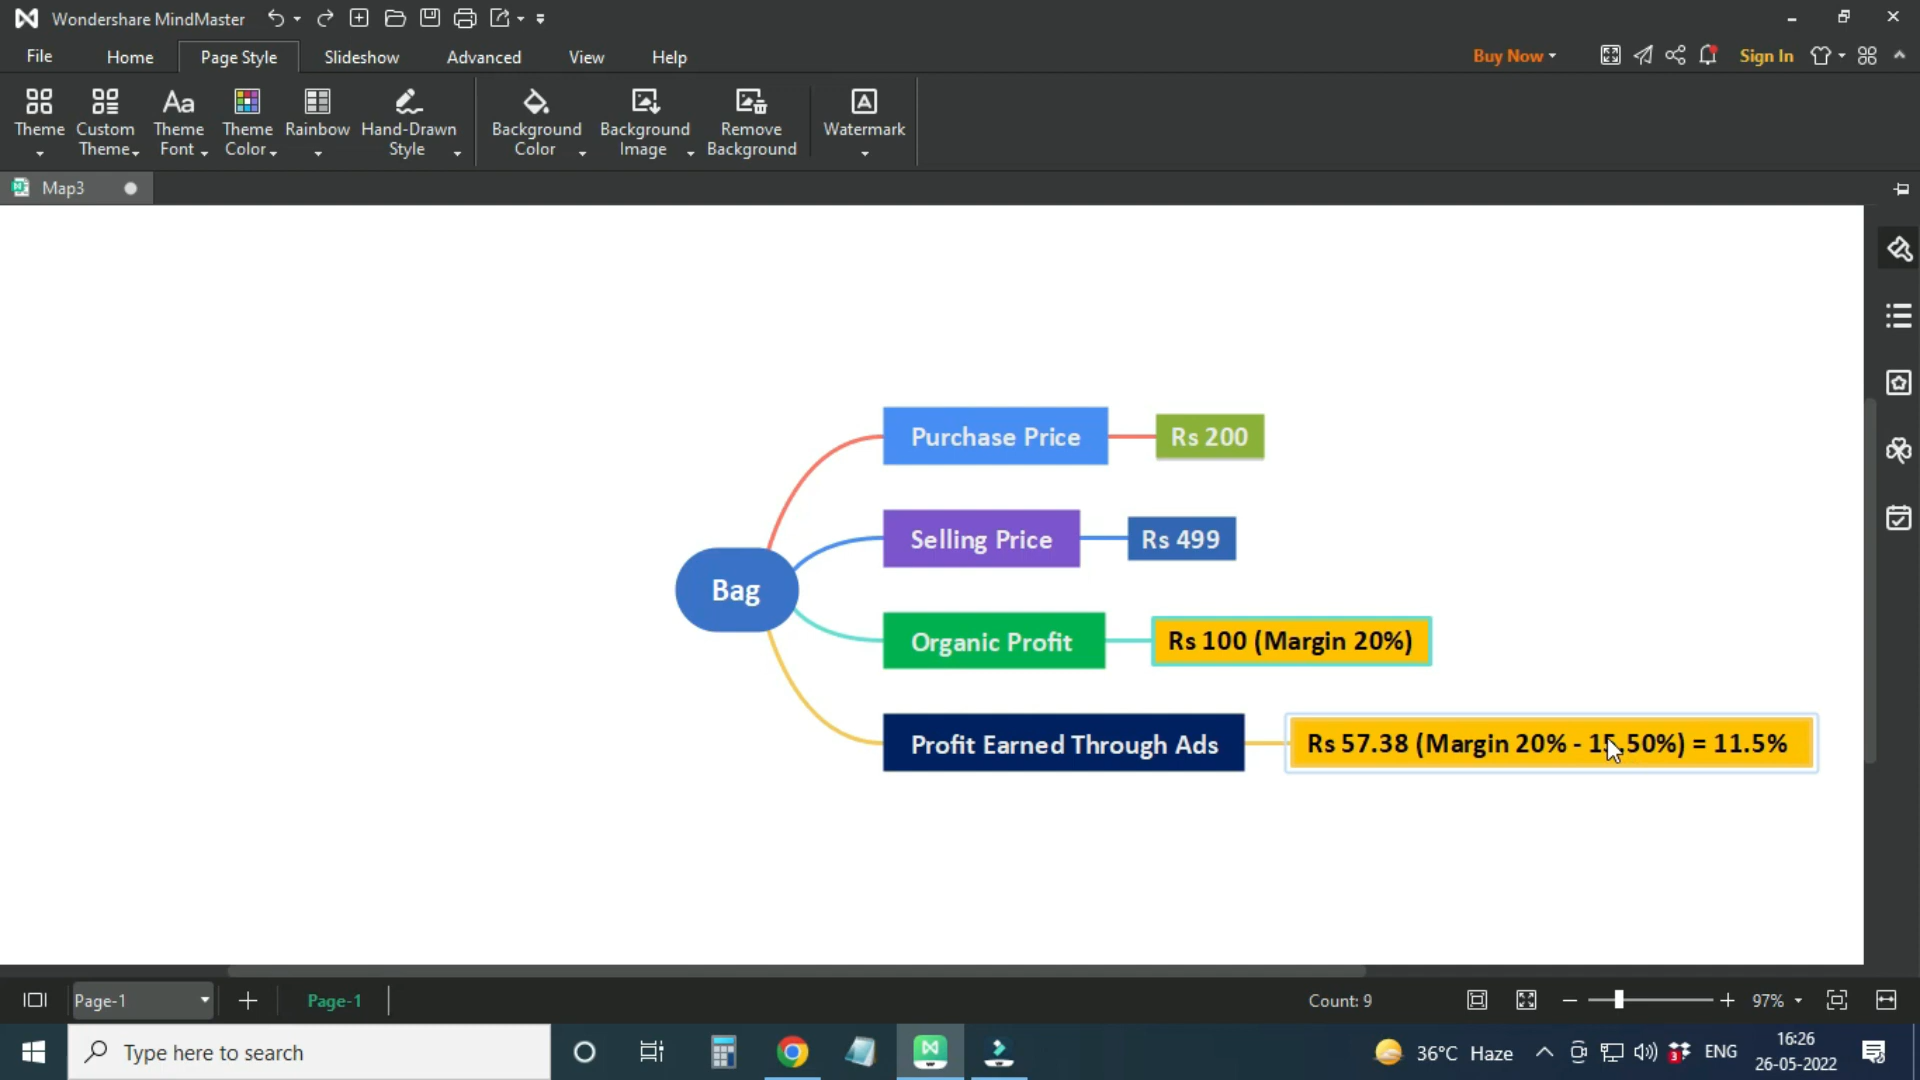 Wondershare MindMaster
File
Home
Page Style
Slideshow
Advanced
View
Help
Buy Now
Sign In
Theme
Custom
Theme
Theme
Font
Theme
Color
Rainbow
Hand-Drawn
Style
Background
Color
Background
Image
Remove
Background
Watermark
Map3
Purchase Price
Rs 200
Selling Price
Rs 499
Bag
Organic Profit
Rs 100 (Margin 20%)
Profit Earned Through Ads
Rs 57.38 (Margin 20% - 15.50%) = 11.5%
Page-1
Page-1
Count: 9
97%
Type here to search
36°C Haze
ENG
16:26
26-05-2022